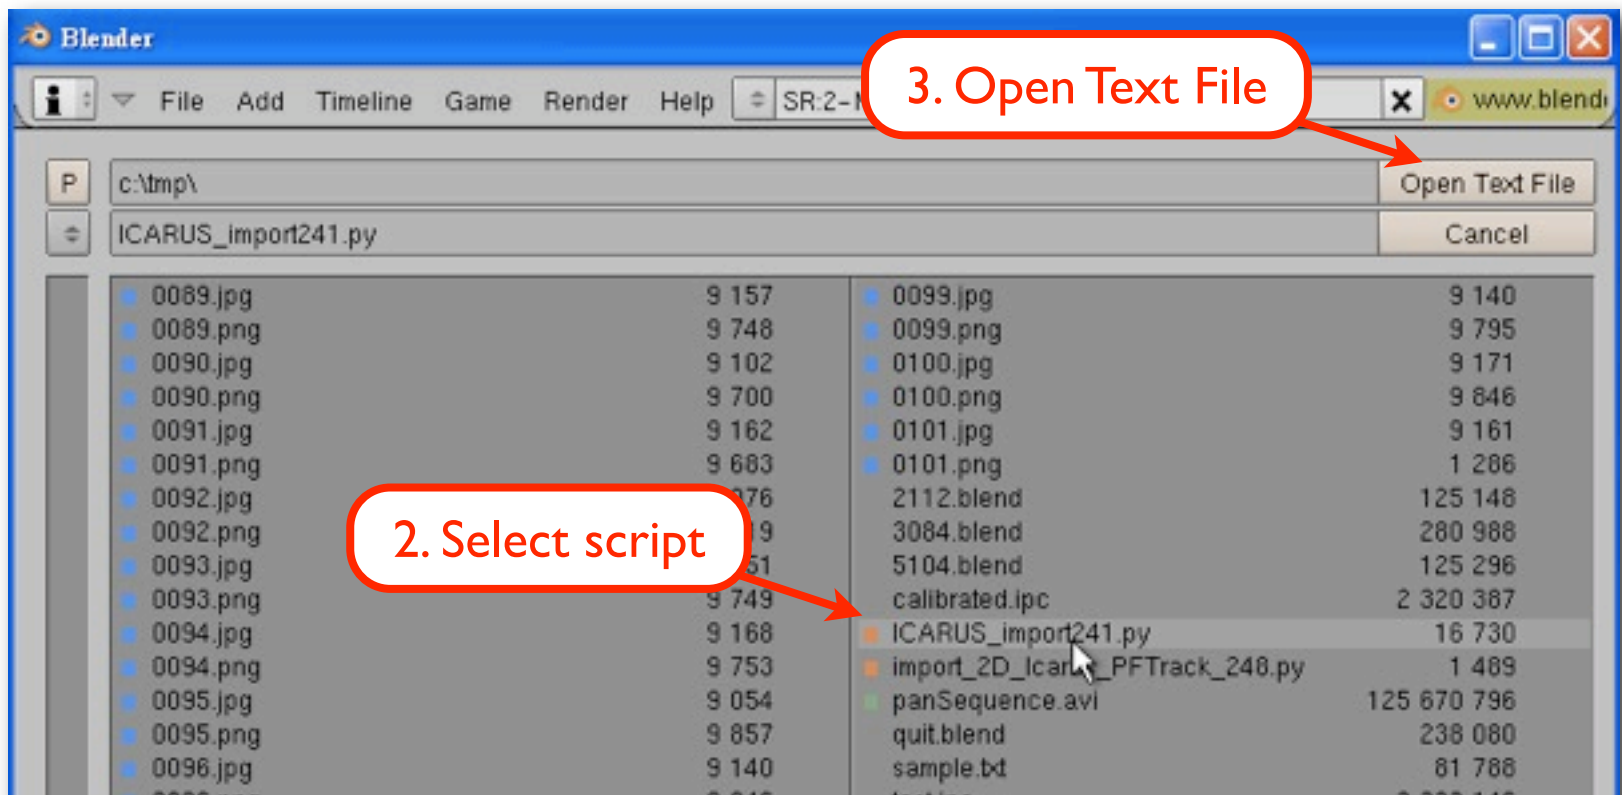 Blender
3. Open Text File
File Add Timeline Game Render Help SR:2- www.blend
P c:\tmp\ Open Text File
ICARUS_import241.py Cancel
0089.jpg 9 157 0099.jpg 9 140
0089.png 9 748 0099.png 9 795
0090.jpg 9 102 0100.jpg 9 171
0090.png 9 700 0100.png 9 846
0091.jpg 9 162 0101.jpg 9 161
0091.png 9 683 0101.png 1 286
0092.jpg 076 2112.blend 125 148
2. Select script
0092.png 19 3084.blend 280 988
0093.jpg 51 5104.blend 125 296
0093.png 9 749 calibrated.ipc 2 320 387
0094.jpg 9 168 ICARUS_import241.py 16 730
0094.png 9 753 import_2D_Icarus_PFTrack_248.py 1 489
0095.jpg 9 054 panSequence.avi 125 670 796
0095.png 9 857 quit.blend 238 080
0096.jpg 9 140 sample.txt 81 788